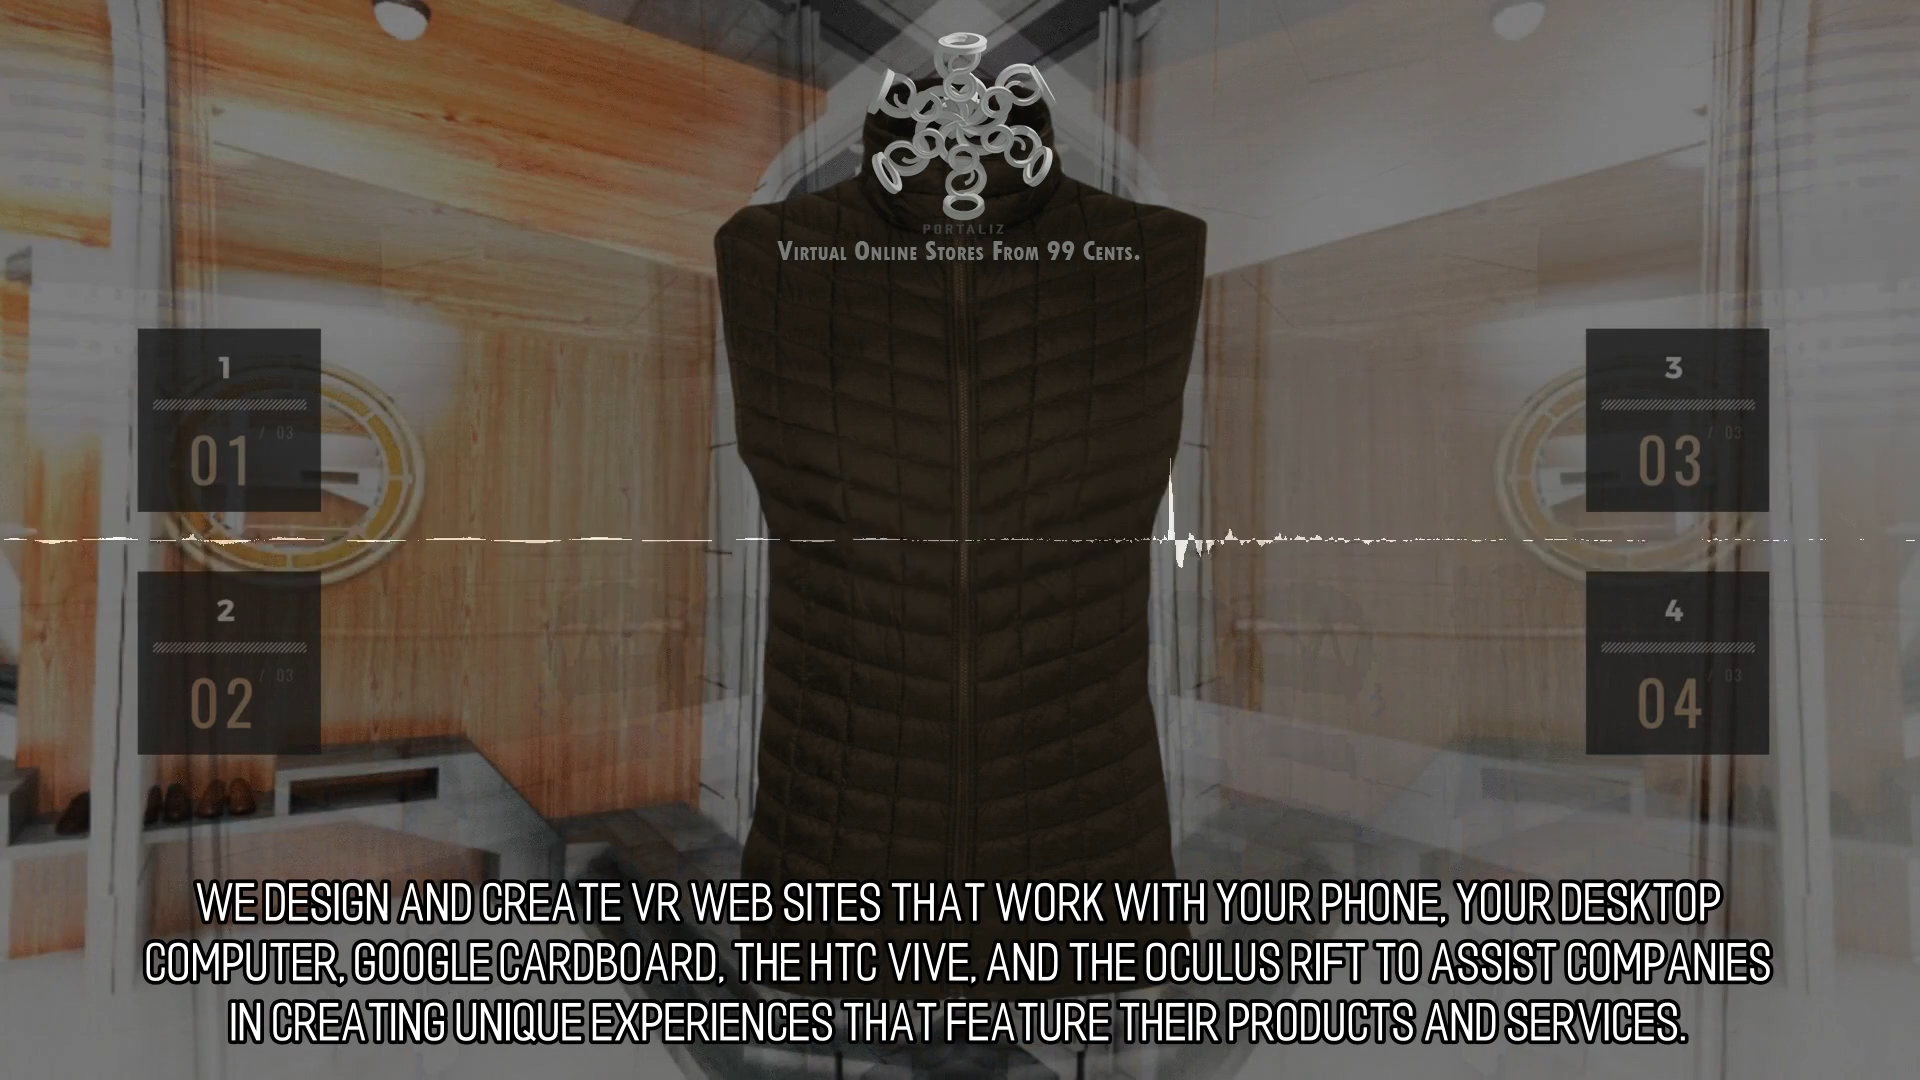 PORTALIZ
Virtual Online Stores From 99 Cents.
1
01 / 03
2
02 / 03
3
03 / 03
4
04 / 03
WE DESIGN AND CREATE VR WEB SITES THAT WORK WITH YOUR PHONE, YOUR DESKTOP
COMPUTER, GOOGLE CARDBOARD, THE HTC VIVE, AND THE OCULUS RIFT TO ASSIST COMPANIES
IN CREATING UNIQUE EXPERIENCES THAT FEATURE THEIR PRODUCTS AND SERVICES.